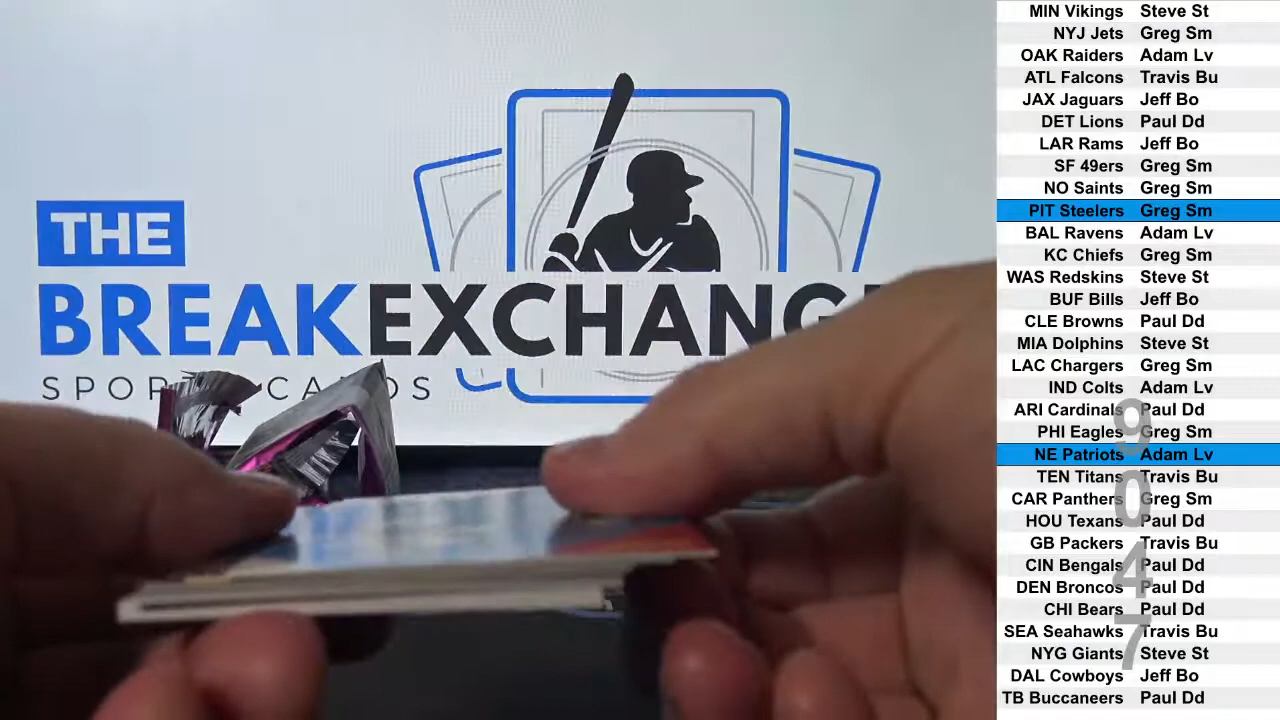 THE
BREAKEXCHANG
SPOR CARDS
MIN Vikings Steve St
NYJ Jets Greg Sm
OAK Raiders Adam Lv
ATL Falcons Travis Bu
JAX Jaguars Jeff Bo
DET Lions Paul Dd
LAR Rams Jeff Bo
SF 49ers Greg Sm
NO Saints Greg Sm
PIT Steelers Greg Sm
BAL Ravens Adam Lv
KC Chiefs Greg Sm
WAS Redskins Steve St
BUF Bills Jeff Bo
CLE Browns Paul Dd
MIA Dolphins Steve St
LAC Chargers Greg Sm
IND Colts Adam Lv
ARI Cardinals Paul Dd
PHI Eagles Greg Sm
NE Patriots Adam Lv
TEN Titans Travis Bu
CAR Panthers Greg Sm
HOU Texans Paul Dd
GB Packers Travis Bu
CIN Bengals Paul Dd
DEN Broncos Paul Dd
CHI Bears Paul Dd
SEA Seahawks Travis Bu
NYG Giants Steve St
DAL Cowboys Jeff Bo
TB Buccaneers Paul Dd
9047